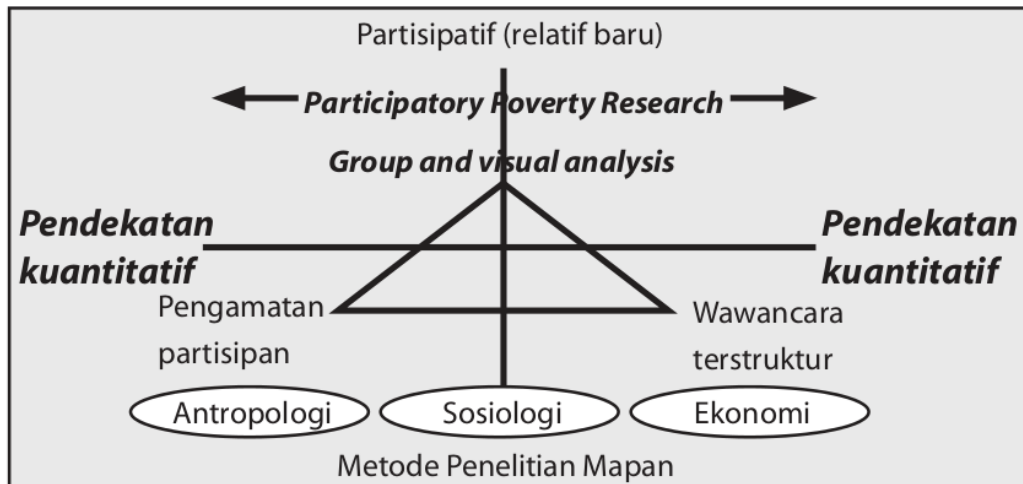 Partisipatif (relatif baru)
Participatory Poverty Research
Group and visual analysis
Pendekatan
kuantitatif
Pendekatan
kuantitatif
Pengamatan
partisipan
Wawancara
terstruktur
Antropologi
Sosiologi
Ekonomi
Metode Penelitian Mapan